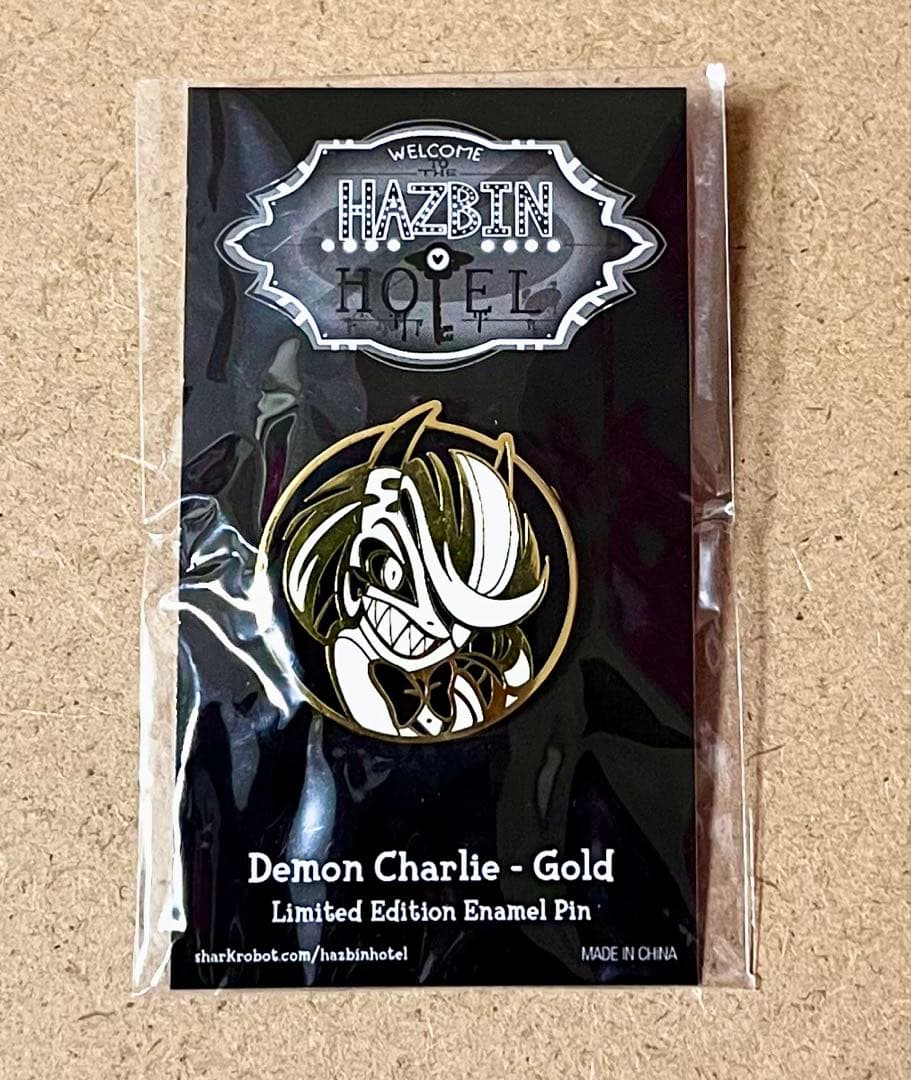 WELCOME
TO
THE
HAZBIN
HOTEL
Demon Charlie - Gold
Limited Edition Enamel Pin
sharkrobot.com/hazbinhotel
MADE IN CHINA